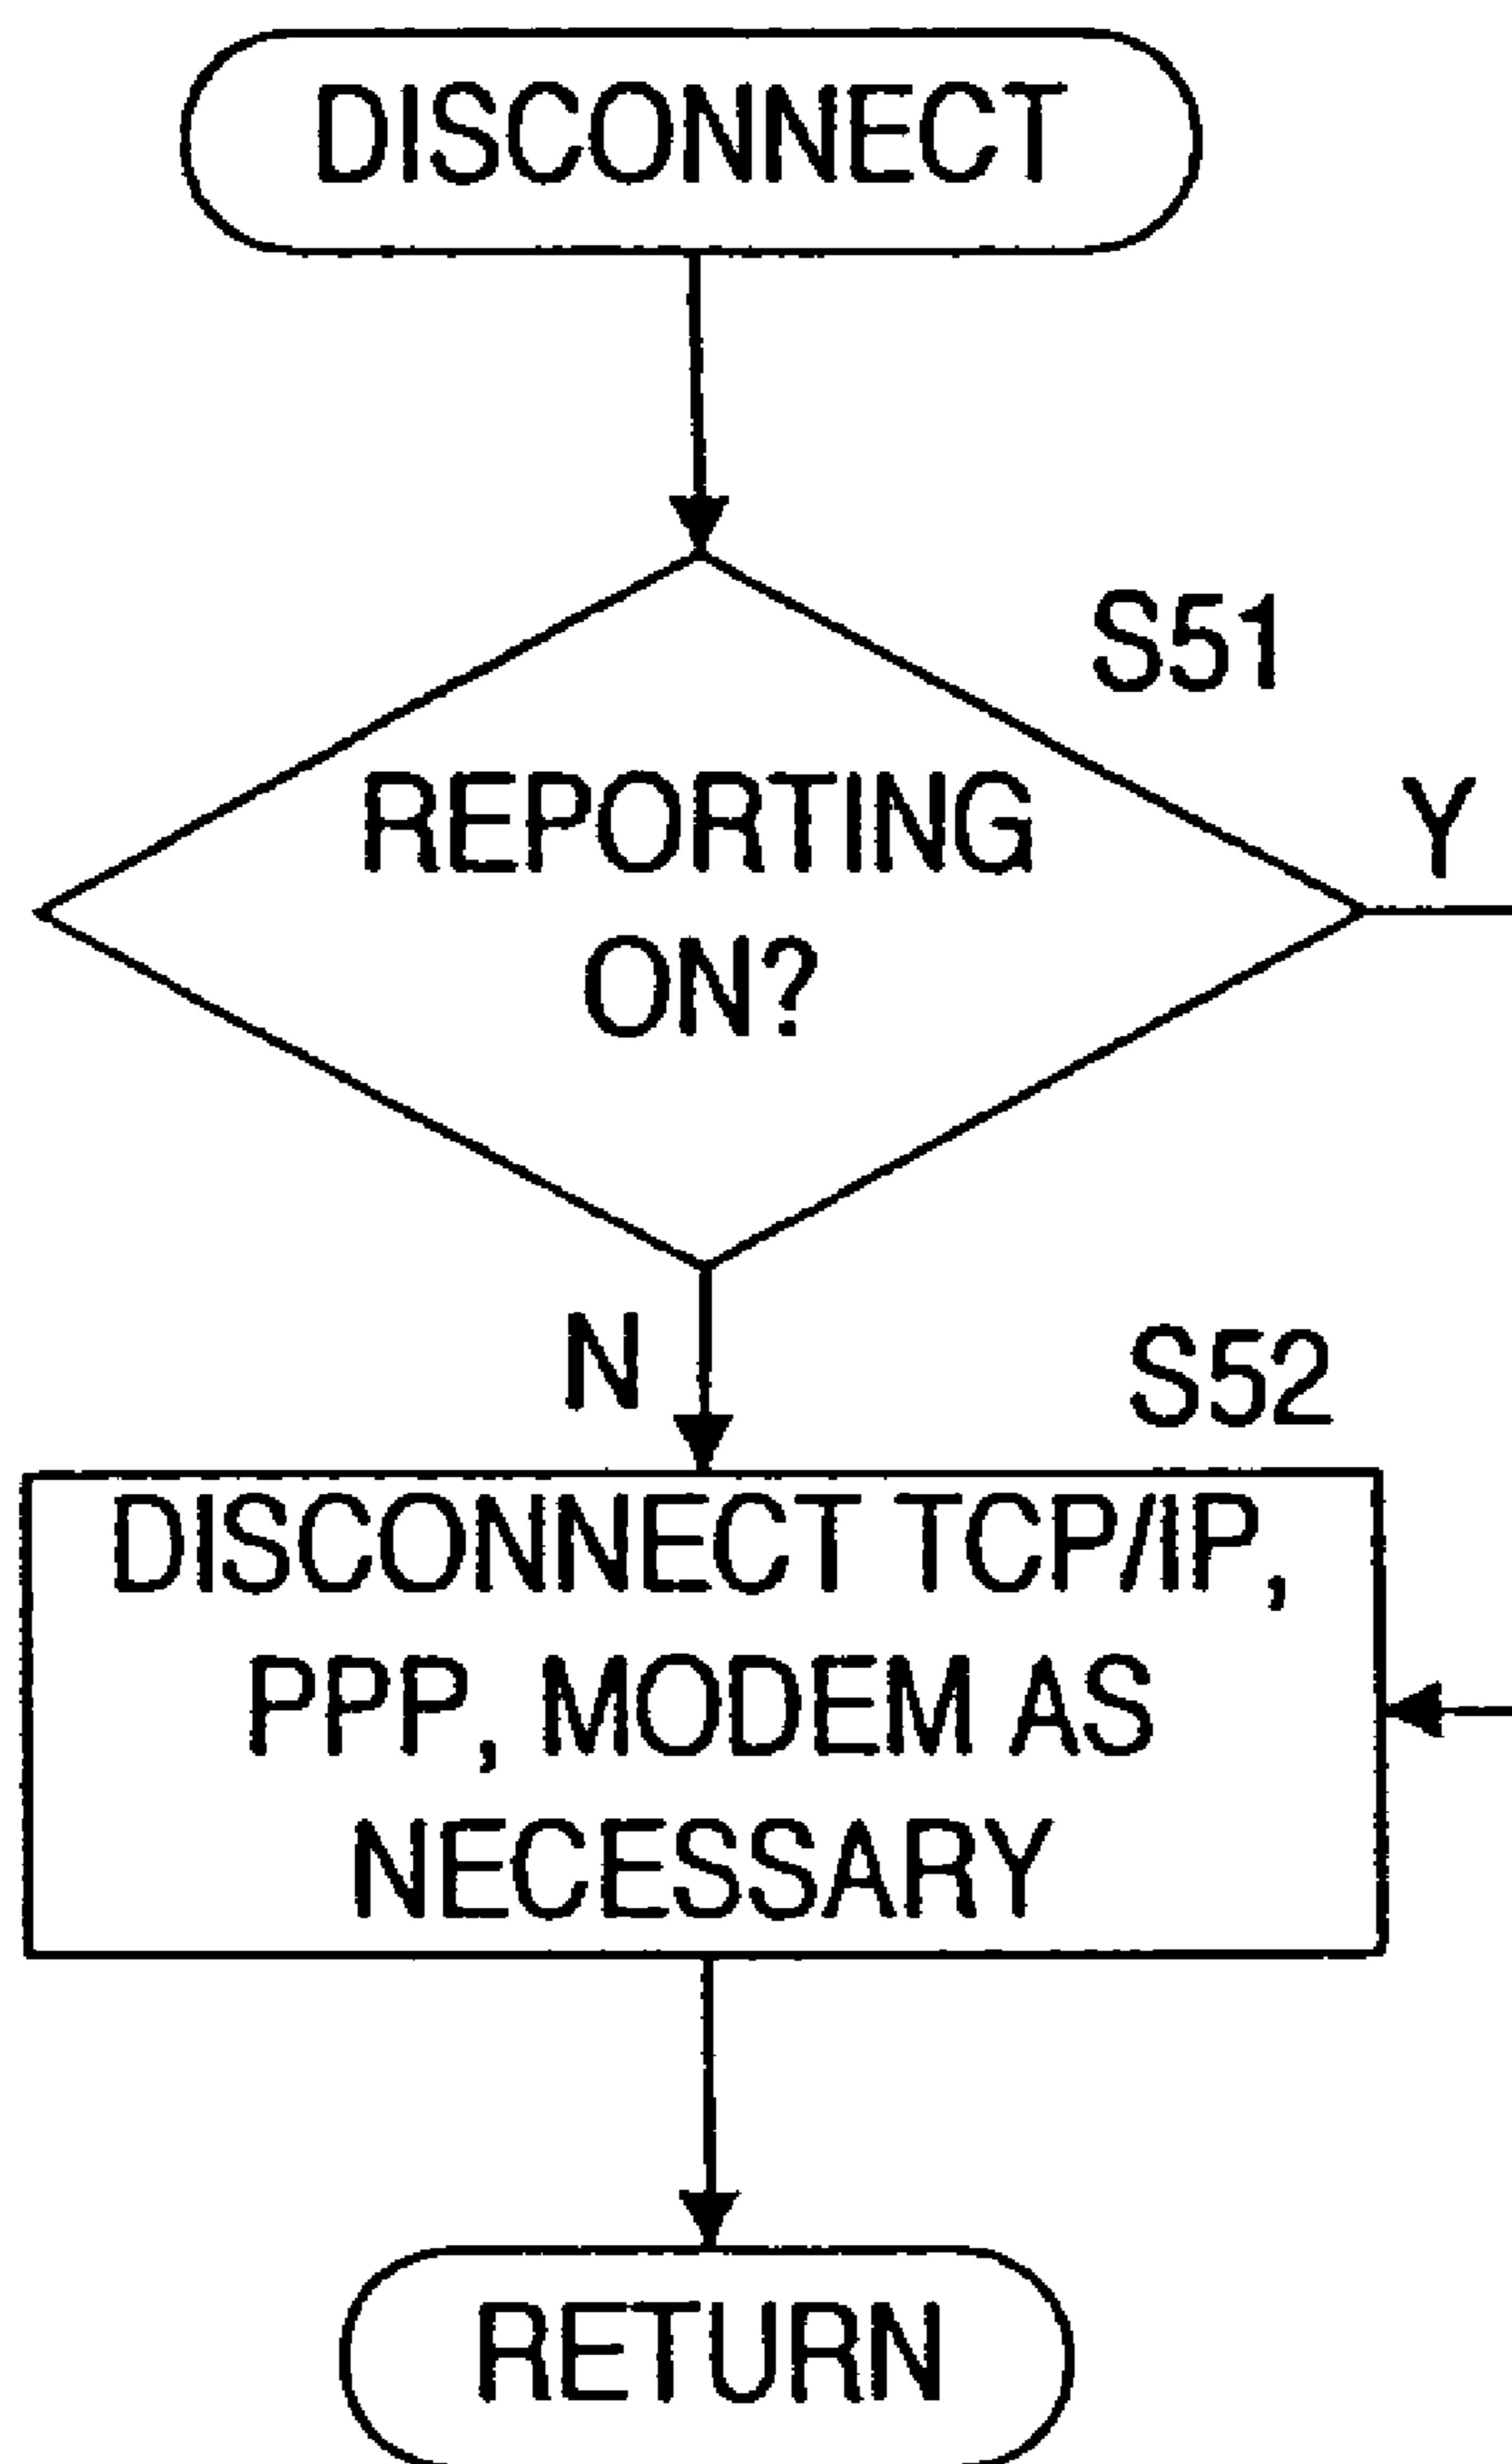 DISCONNECT
S51
REPORTING
ON?
Y
N
S52
DISCONNECT TCP/IP,
PPP, MODEM AS
NECESSARY
RETURN